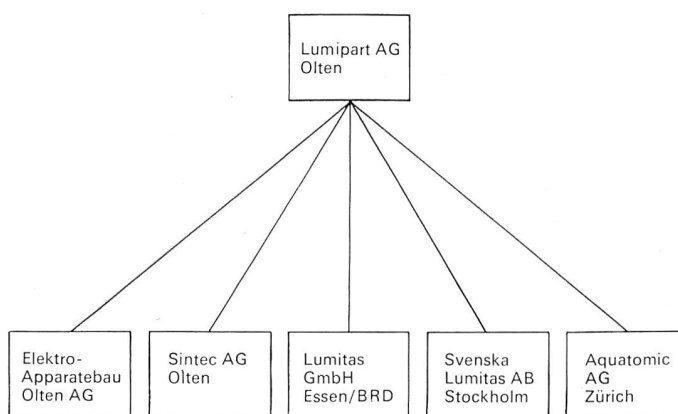 Lumipart AG
Olten
Elektro-
Apparatebau
Olten AG
Sintec AG
Olten
Lumitas
GmbH
Essen/BRD
Svenska
Lumitas AB
Stockholm
Aquatomic
AG
Zürich